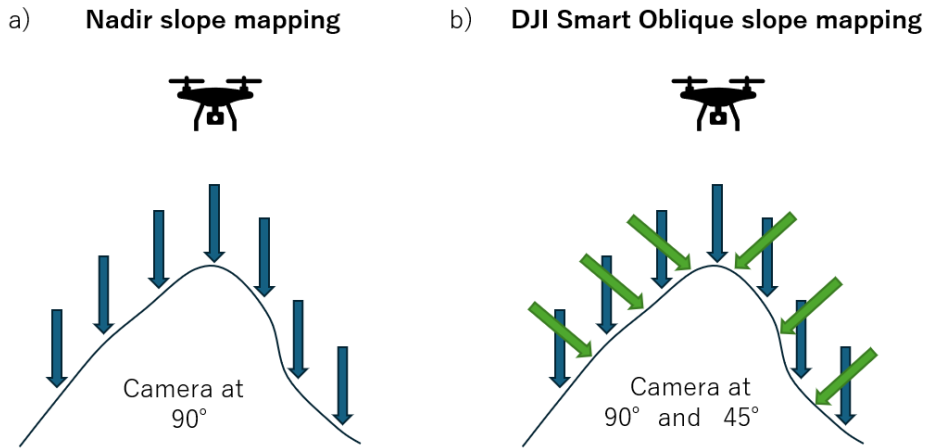 a) Nadir slope mapping
b) DJI Smart Oblique slope mapping
Camera at
90°
Camera at
90° and 45°